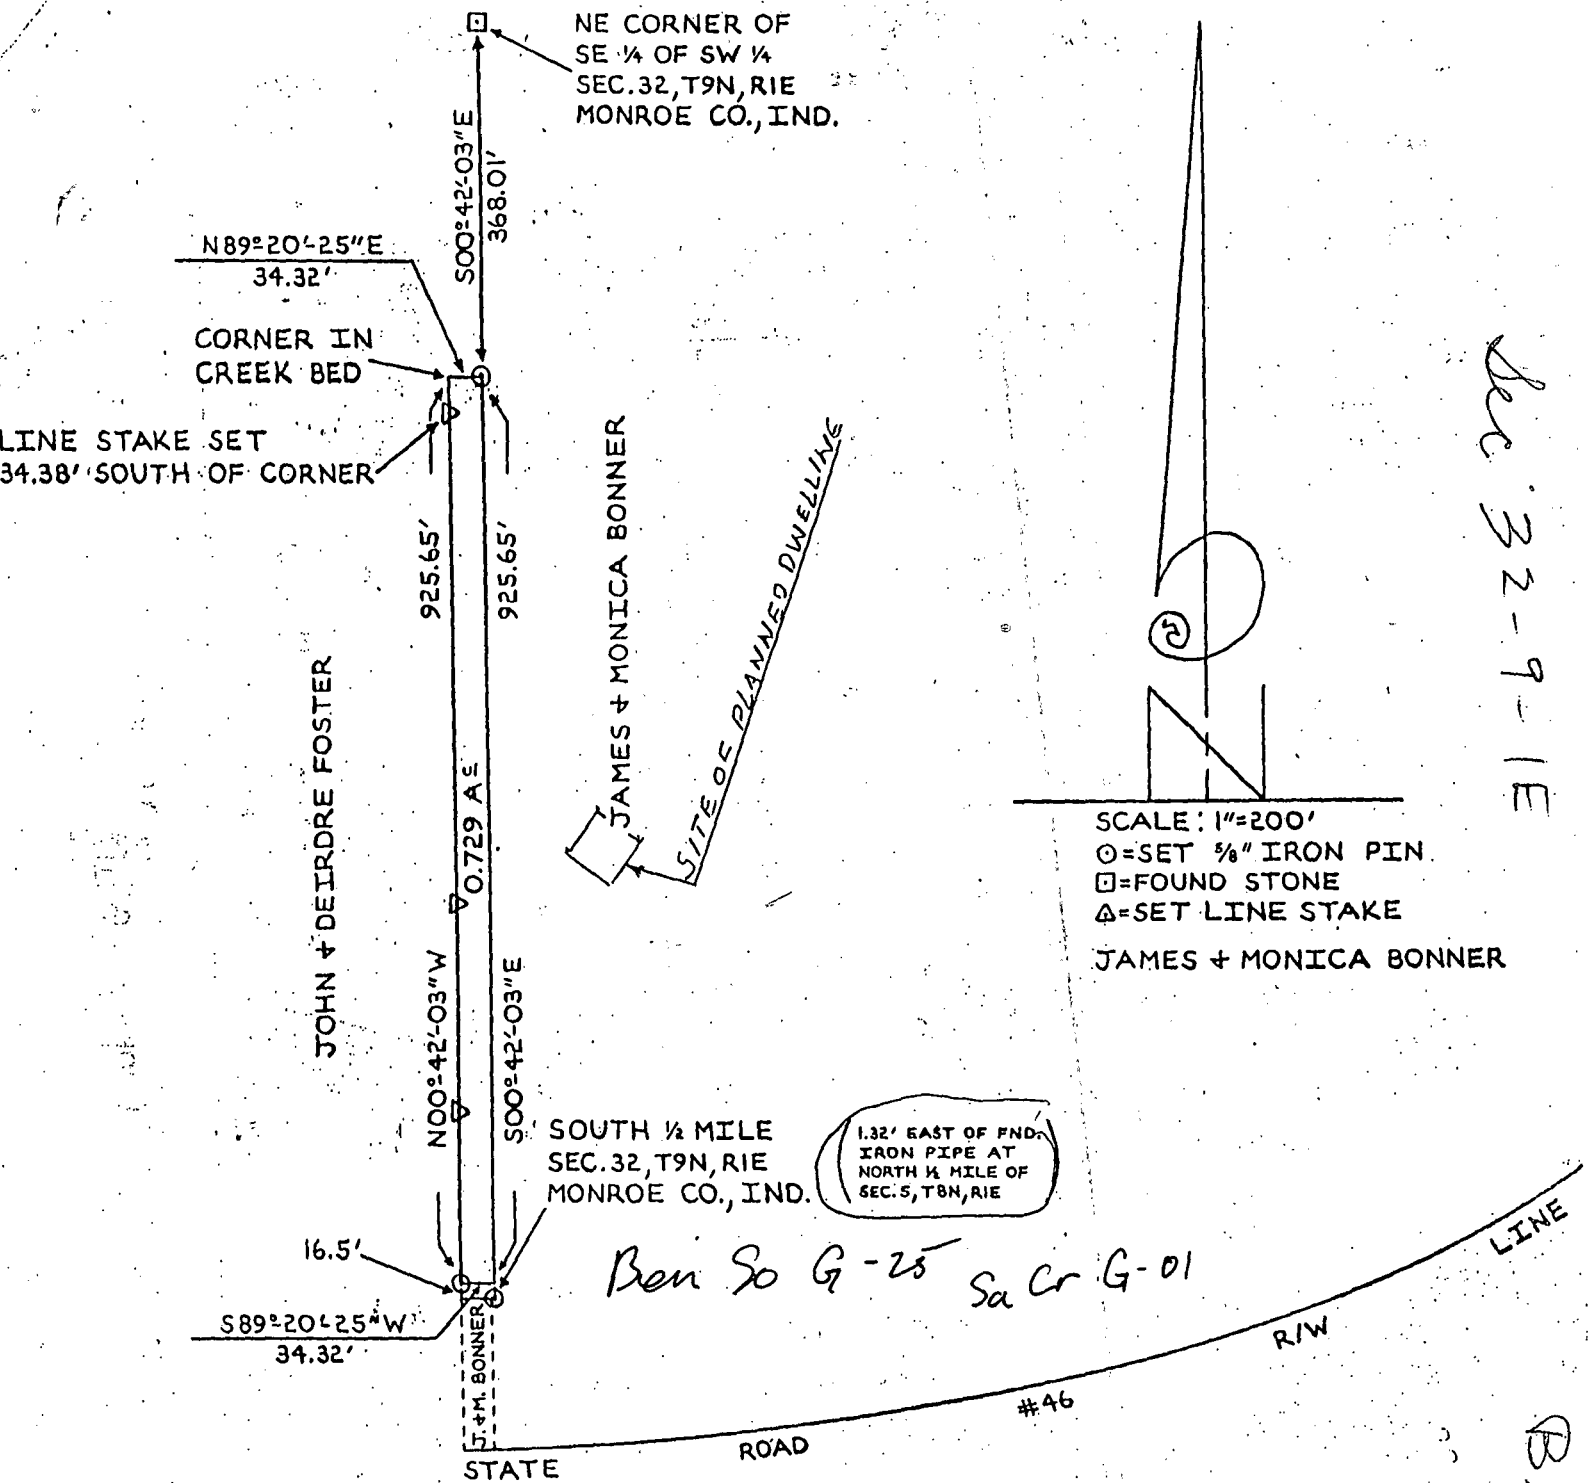 NE CORNER OF
SE 1/4 OF SW 1/4
SEC.32,T9N,R1E
MONROE CO.,IND.
S00°-42'-03"E
368.01'
N89°-20'-25"E
34.32'
CORNER IN
CREEK BED
LINE STAKE SET
34.38' SOUTH OF CORNER
925.65'
925.65'
JAMES + MONICA BONNER
SITE OF PLANNED DWELLING
JOHN + DEIRDRE FOSTER
0.729 Ac
N00°-42'-03"W
S00°-42'-03"E
Sec 32-9-1E
N
SCALE: 1"=200'
⊙=SET 5/8" IRON PIN
⊡=FOUND STONE
△=SET LINE STAKE
JAMES + MONICA BONNER
SOUTH 1/2 MILE
SEC.32,T9N,R1E
MONROE CO.,IND.
1.32' EAST OF FND.
IRON PIPE AT
NORTH 1/2 MILE OF
SEC.5,T8N,R1E
16.5'
S89°-20'-25"W
34.32'
J.+M. BONNER
Ben So G-25 Sa Cr G-01
STATE ROAD #46 R/W LINE
B